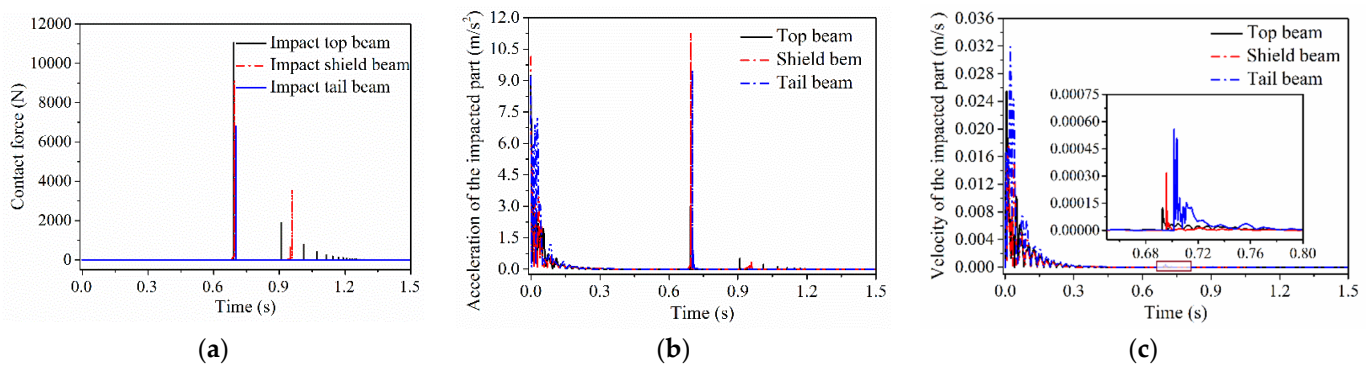 12000
10000
8000
6000
4000
2000
0
Contact force (N)
Impact top beam
Impact shield beam
Impact tail beam
0.0 0.3 0.6 0.9 1.2 1.5
Time (s)
(a)
12.0
10.5
9.0
7.5
6.0
4.5
3.0
1.5
0.0
Acceleration of the impacted part (m/s²)
Top beam
Shield bem
Tail beam
0.0 0.3 0.6 0.9 1.2 1.5
Time (s)
(b)
0.036
0.032
0.028
0.024
0.020
0.016
0.012
0.008
0.004
0.000
Velocity of the impacted part (m/s)
Top beam
Shield beam
Tail beam
0.00075
0.00060
0.00045
0.00030
0.00015
0.00000
0.68 0.72 0.76 0.80
0.0 0.3 0.6 0.9 1.2 1.5
Time (s)
(c)